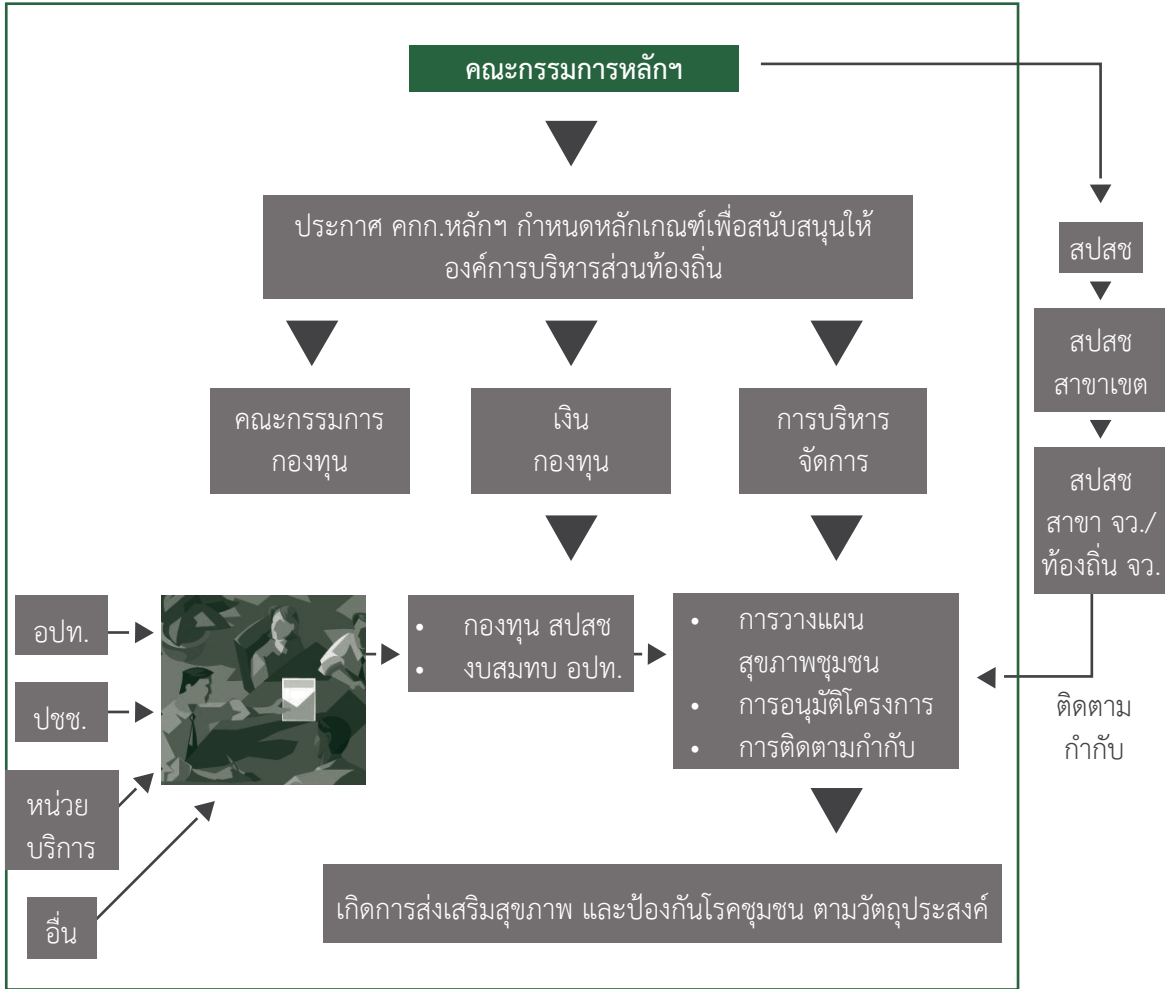 คณะกรรมการหลักฯ
ประกาศ คกก.หลักฯ กำหนดหลักเกณฑ์เพื่อสนับสนุนให้
องค์การบริหารส่วนท้องถิ่น
สปสช
สปสช
สาขาเขต
สปสช
สาขา จว./
ท้องถิ่น จว.
ติดตาม
กำกับ
คณะกรรมการ
กองทุน
เงิน
กองทุน
การบริหาร
จัดการ
อปท.
ปชช.
หน่วย
บริการ
อื่น
• กองทุน สปสช
• งบสมทบ อปท.
• การวางแผน
สุขภาพชุมชน
• การอนุมัติโครงการ
• การติดตามกำกับ
เกิดการส่งเสริมสุขภาพ และป้องกันโรคชุมชน ตามวัตถุประสงค์